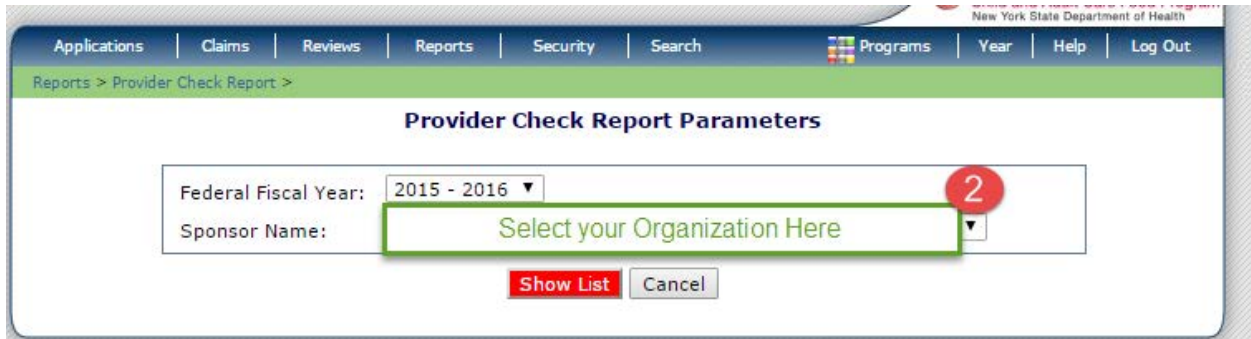 New York State Department of Health
Applications Claims Reviews Reports Security Search Programs Year Help Log Out
Reports > Provider Check Report >
Provider Check Report Parameters
Federal Fiscal Year: 2015 - 2016
2
Sponsor Name: Select your Organization Here
Show List Cancel